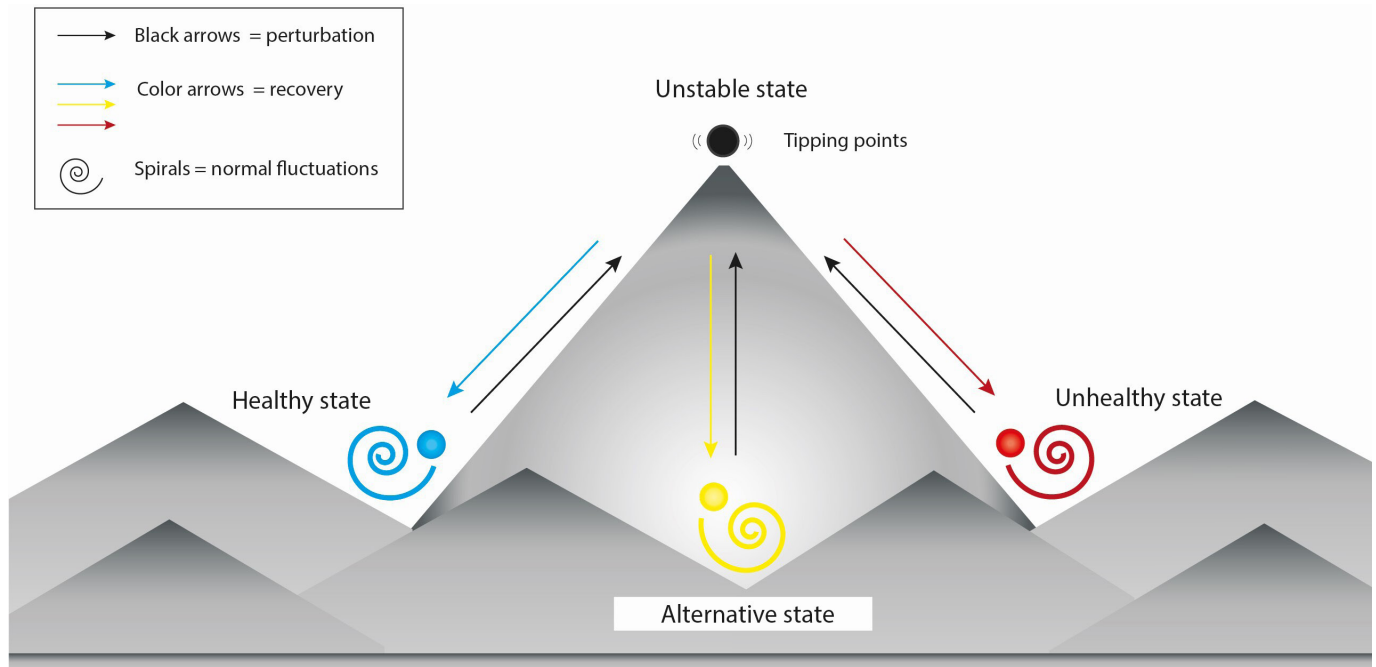 Black arrows = perturbation
Color arrows = recovery
Spirals = normal fluctuations
Unstable state
Tipping points
Healthy state
Unhealthy state
Alternative state